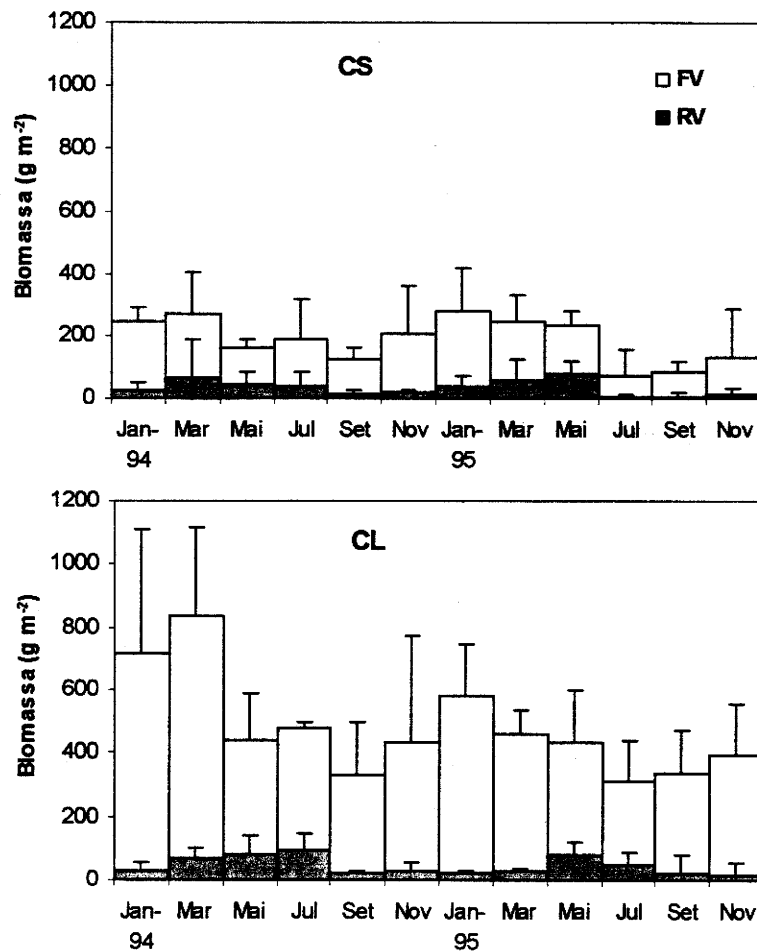 1200
1000
800
600
400
200
0
Biomassa (g m⁻²)
CS
FV
RV
Jan-94 Mar Mai Jul Set Nov Jan-95 Mar Mai Jul Set Nov
1200
1000
800
600
400
200
0
Biomassa (g m⁻²)
CL
Jan-94 Mar Mai Jul Set Nov Jan-95 Mar Mai Jul Set Nov